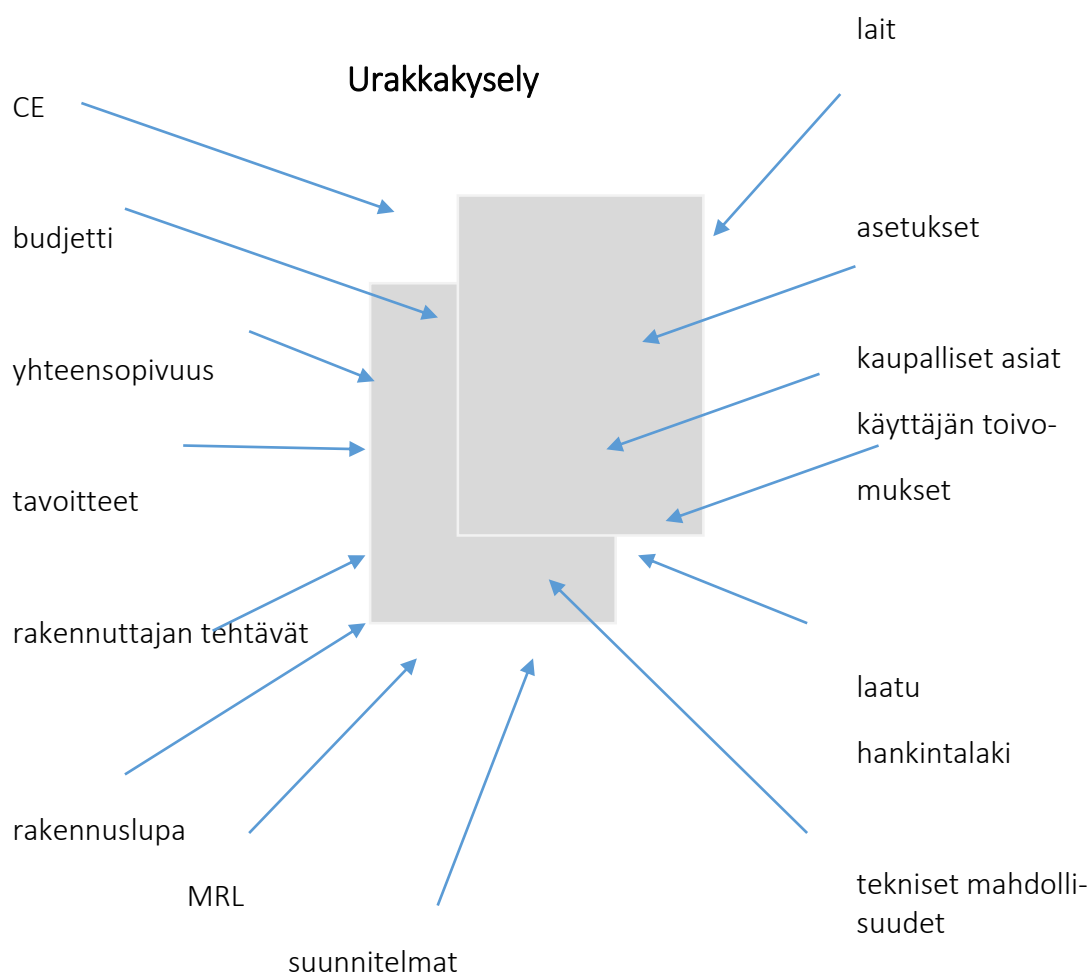 lait
Urakkakysely
CE
budjetti
asetukset
yhteensopivuus
kaupalliset asiat
käyttäjän toivo-
mukset
tavoitteet
rakennuttajan tehtävät
laatu
hankintalaki
rakennuslupa
MRL
tekniset mahdolli-
suudet
suunnitelmat